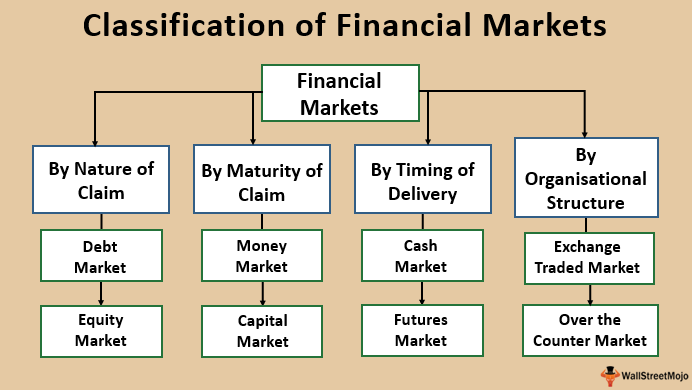 Classification of Financial Markets
Financial
Markets
By Nature of
Claim
By Maturity of
Claim
By Timing of
Delivery
By
Organisational
Structure
Debt
Market
Money
Market
Cash
Market
Exchange
Traded Market
Equity
Market
Capital
Market
Futures
Market
Over the
Counter Market
WallStreetMojo